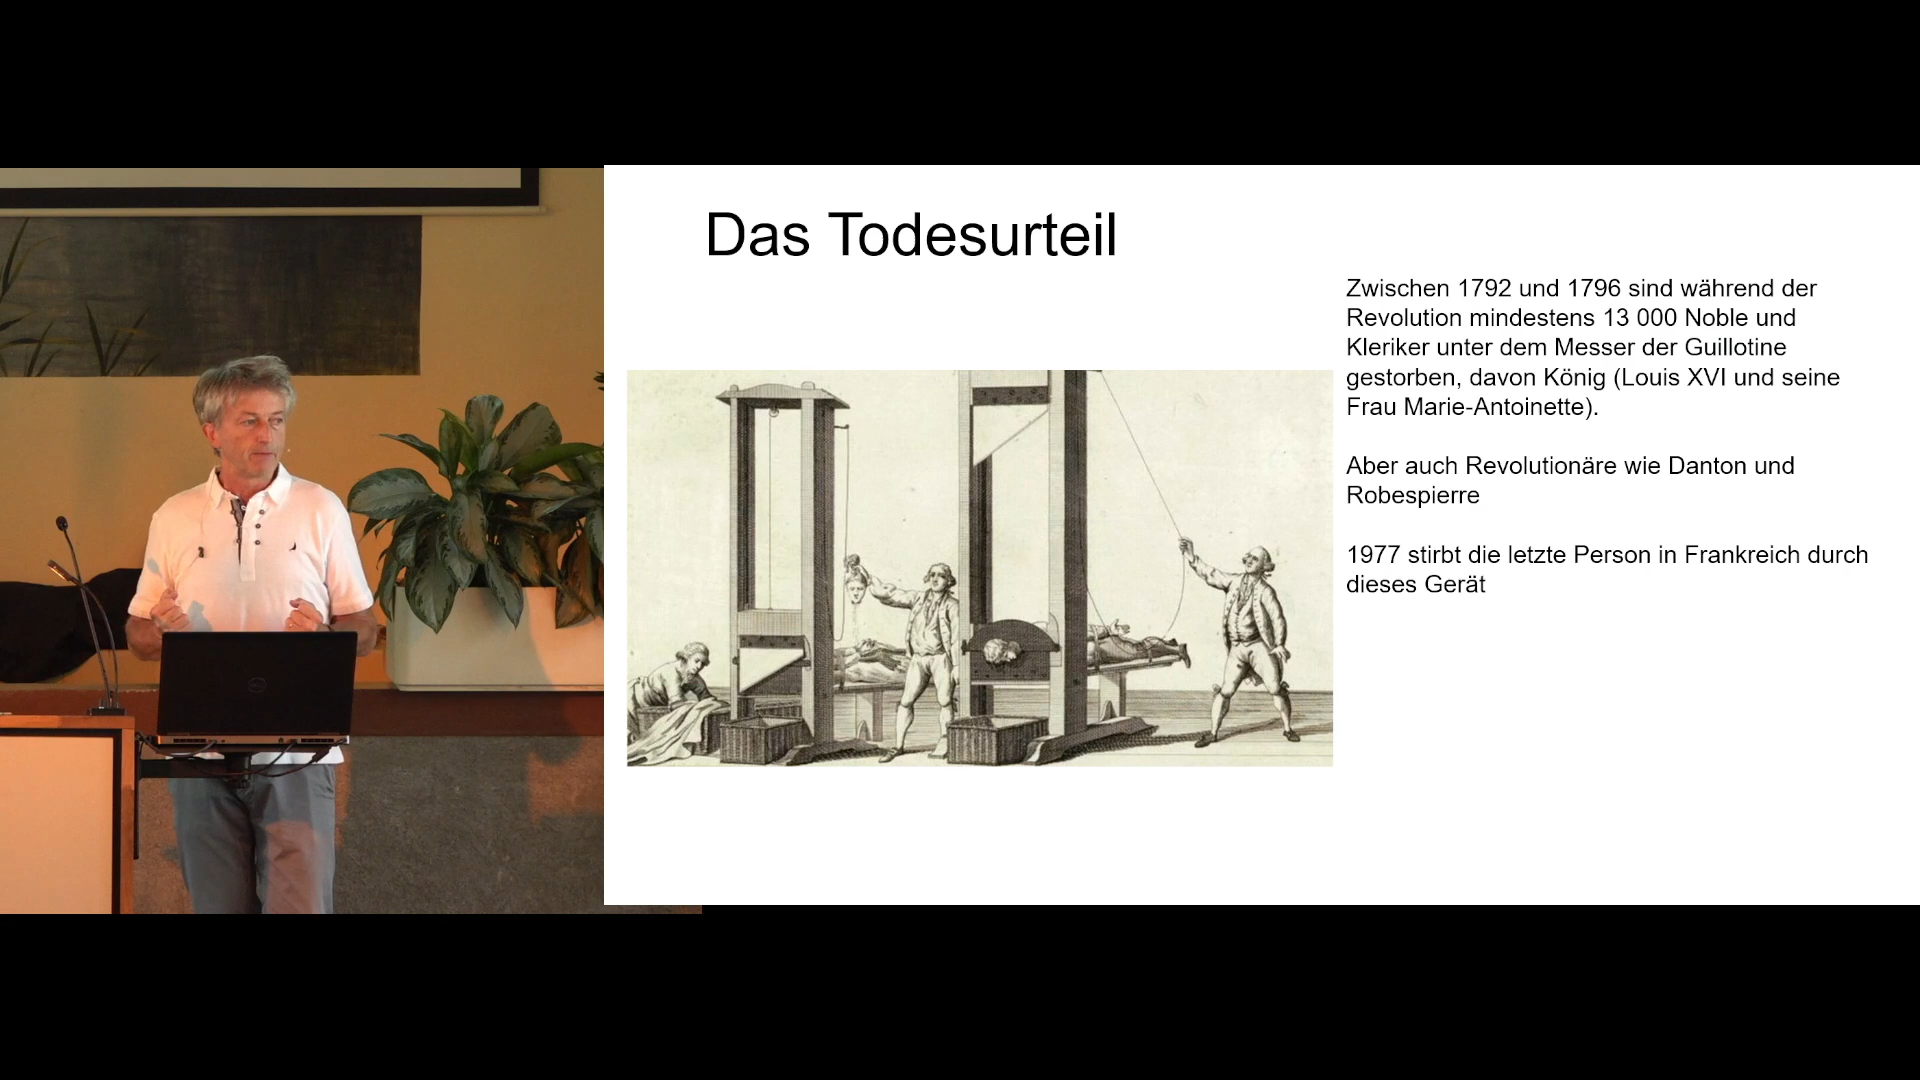 Das Todesurteil
Zwischen 1792 und 1796 sind während der
Revolution mindestens 13 000 Noble und
Kleriker unter dem Messer der Guillotine
gestorben, davon König (Louis XVI und seine
Frau Marie-Antoinette).
Aber auch Revolutionäre wie Danton und
Robespierre
1977 stirbt die letzte Person in Frankreich durch
dieses Gerät